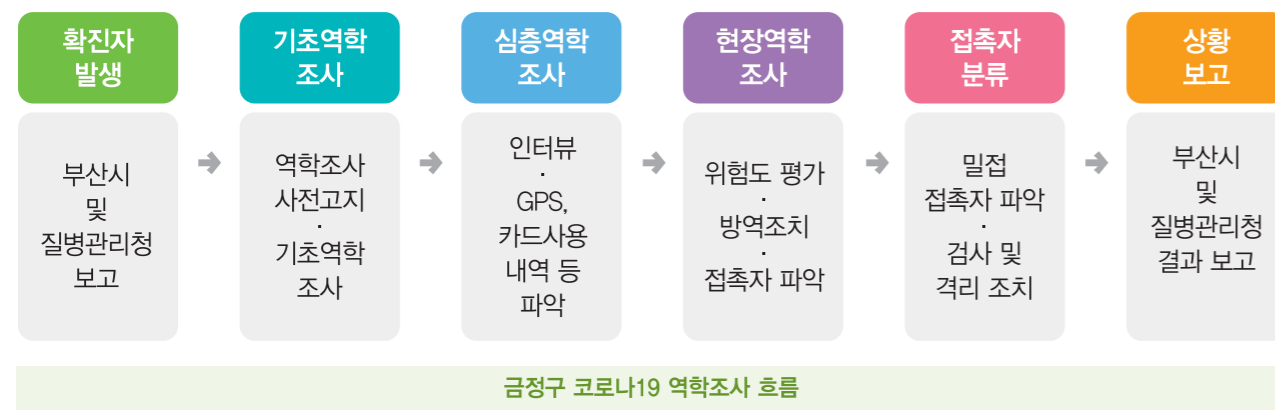 확진자
발생
부산시
및
질병관리청
보고
기초역학
조사
역학조사
사전고지
·
기초역학
조사
심층역학
조사
인터뷰
·
GPS,
카드사용
내역 등
파악
현장역학
조사
위험도 평가
·
방역조치
·
접촉자 파악
접촉자
분류
밀접
접촉자 파악
·
검사 및
격리 조치
상황
보고
부산시
및
질병관리청
결과 보고
금정구 코로나19 역학조사 흐름